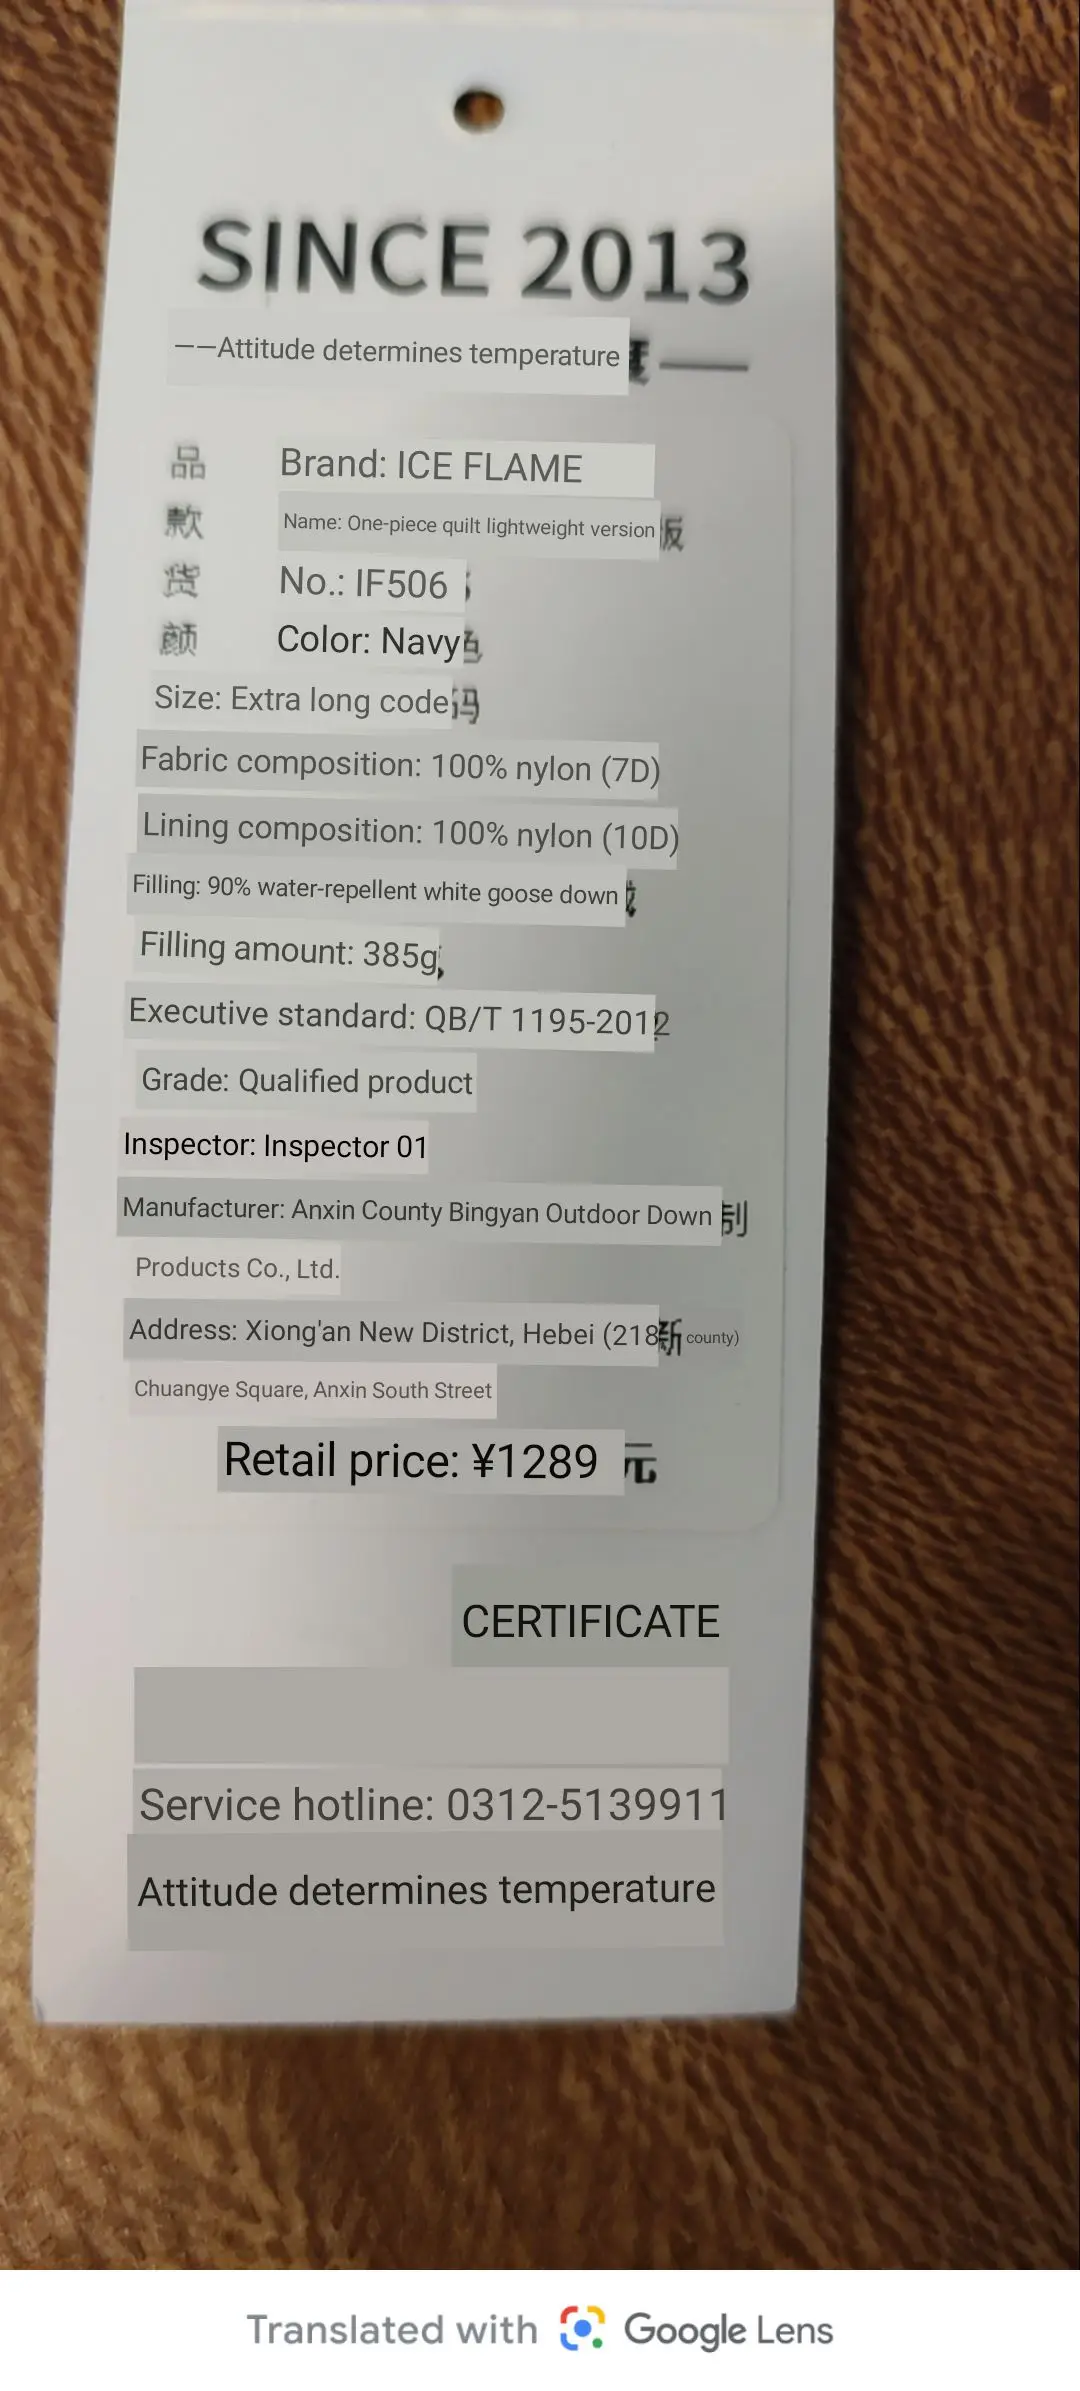 SINCE 2013
——Attitude determines temperature ——
品 Brand: ICE FLAME
款 Name: One-piece quilt lightweight version 版
货 No.: IF506
颜 Color: Navy 色
Size: Extra long code 码
Fabric composition: 100% nylon (7D)
Lining composition: 100% nylon (10D)
Filling: 90% water-repellent white goose down
Filling amount: 385g
Executive standard: QB/T 1195-2012
Grade: Qualified product
Inspector: Inspector 01
Manufacturer: Anxin County Bingyan Outdoor Down 制
Products Co., Ltd.
Address: Xiong'an New District, Hebei (218 新 county)
Chuangye Square, Anxin South Street
Retail price: ¥1289 元
CERTIFICATE
Service hotline: 0312-5139911
Attitude determines temperature
Translated with Google Lens